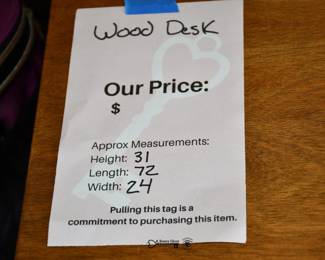 Wood Desk
Our Price:
$
Approx Measurements:
Height: 31
Length: 72
Width: 24
Pulling this tag is a
commitment to purchasing this item.